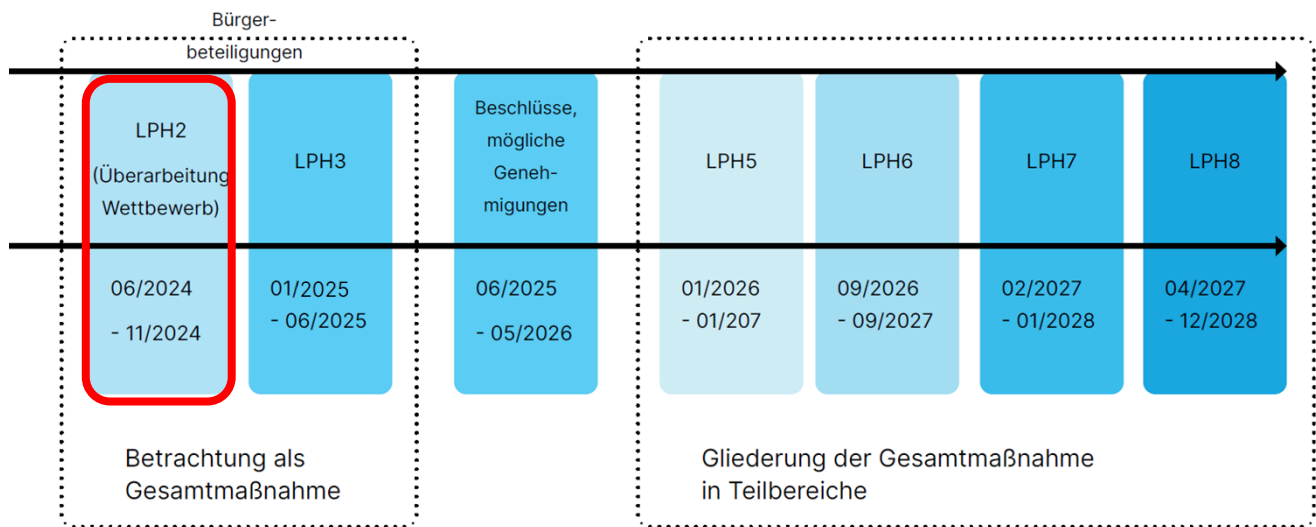 Bürger-
beteiligungen
LPH2
(Überarbeitung
Wettbewerb)
LPH3
Beschlüsse,
mögliche
Geneh-
migungen
LPH5
LPH6
LPH7
LPH8
06/2024
- 11/2024
01/2025
- 06/2025
06/2025
- 05/2026
01/2026
- 01/207
09/2026
- 09/2027
02/2027
- 01/2028
04/2027
- 12/2028
Betrachtung als
Gesamtmaßnahme
Gliederung der Gesamtmaßnahme
in Teilbereiche